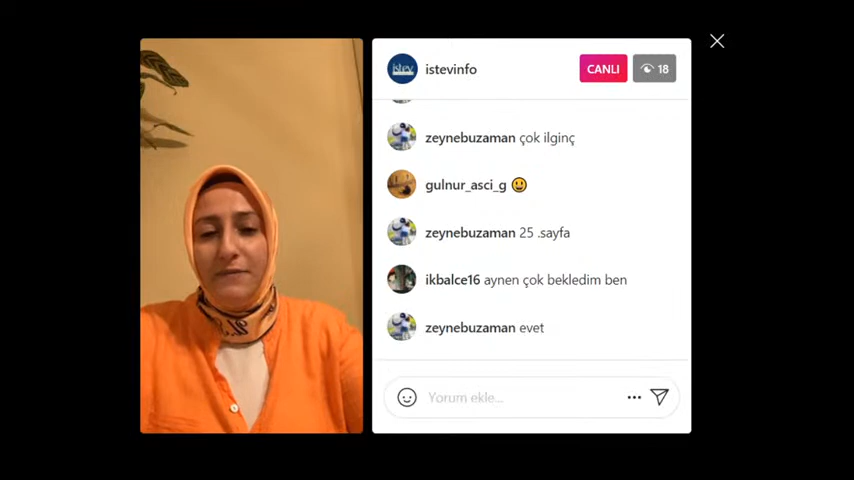 istev
istevinfo
CANLI
18
zeynebuzaman çok ilginç
gulnur_asci_g 😃
zeynebuzaman 25 .sayfa
ikbalce16 aynen çok bekledim ben
zeynebuzaman evet
Yorum ekle...